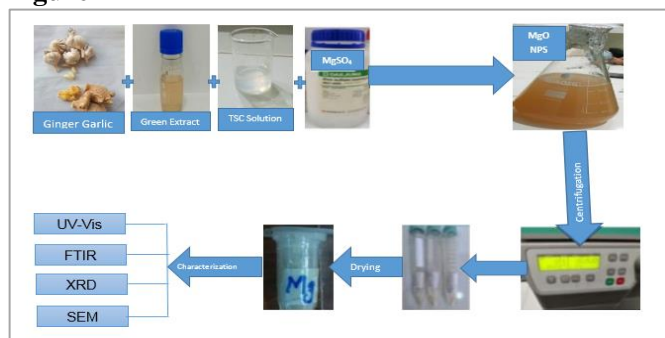 MgSO₄
MgO
NPS
Ginger Garlic
Green Extract
TSC Solution
Centrifugation
UV-Vis
FTIR
XRD
SEM
Characterization
Mg
Drying